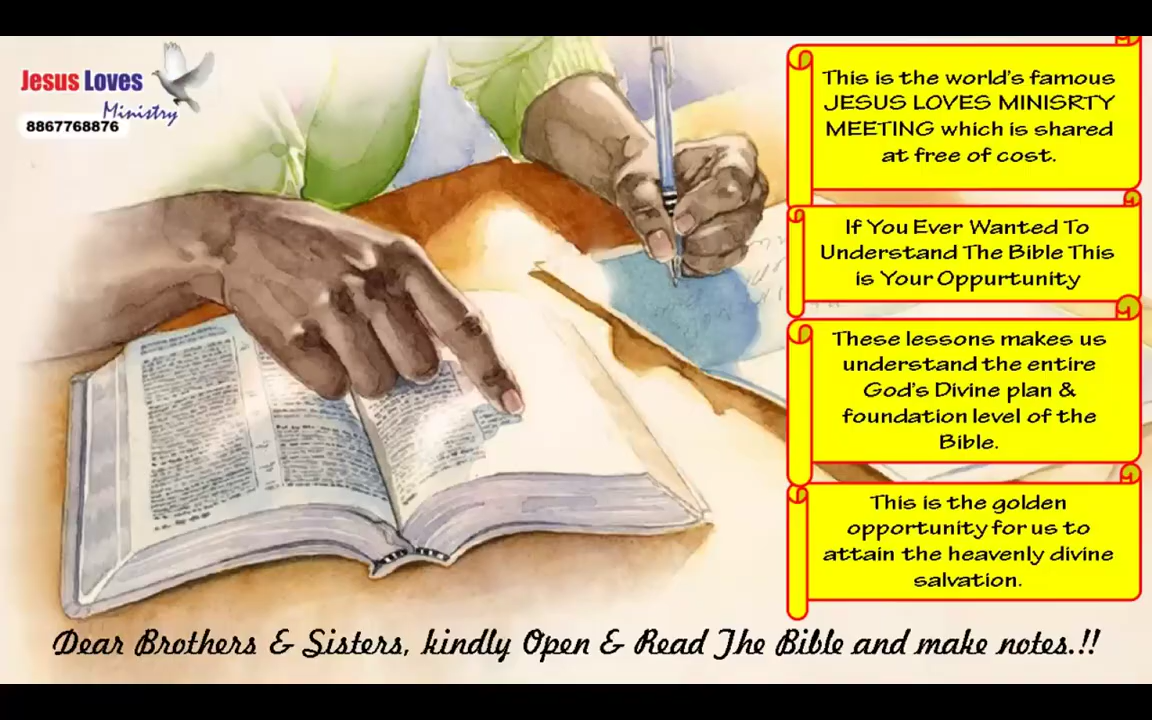 Jesus Loves
Ministry
8867768876
This is the world's famous
JESUS LOVES MINISRTY
MEETING which is shared
at free of cost.
If You Ever Wanted To
Understand The Bible This
is Your Oppurtunity
These lessons makes us
understand the entire
God's Divine plan &
foundation level of the
Bible.
This is the golden
opportunity for us to
attain the heavenly divine
salvation.
Dear Brothers & Sisters, kindly Open & Read The Bible and make notes.!!